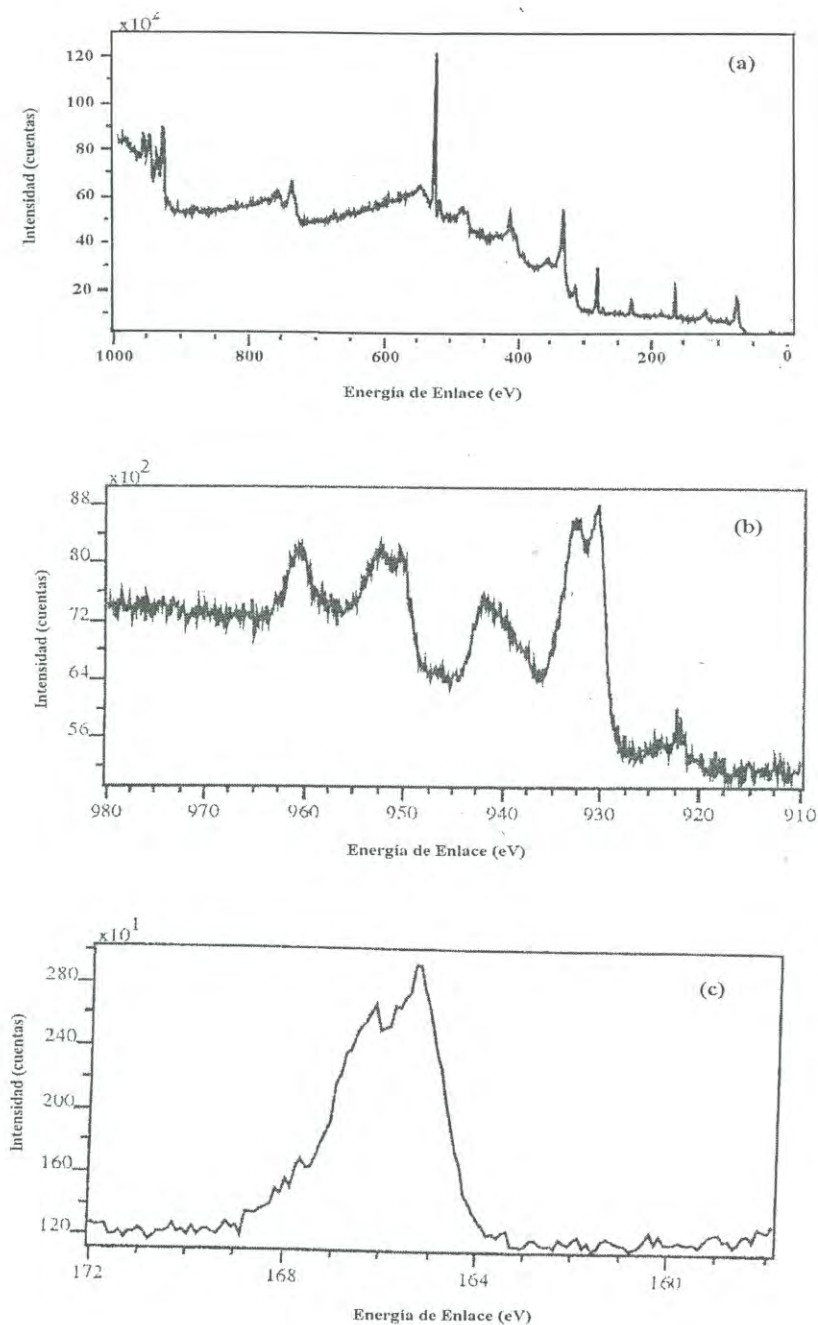 x10²
(a)
120
100
80
60
40
20
Intensidad (cuentas)
1000 800 600 400 200 0
Energía de Enlace (eV)
x10²
(b)
88
80
72
64
56
Intensidad (cuentas)
980 970 960 950 940 930 920 910
Energía de Enlace (eV)
x10¹
(c)
280
240
200
160
120
Intensidad (cuentas)
172 168 164 160
Energía de Enlace (eV)